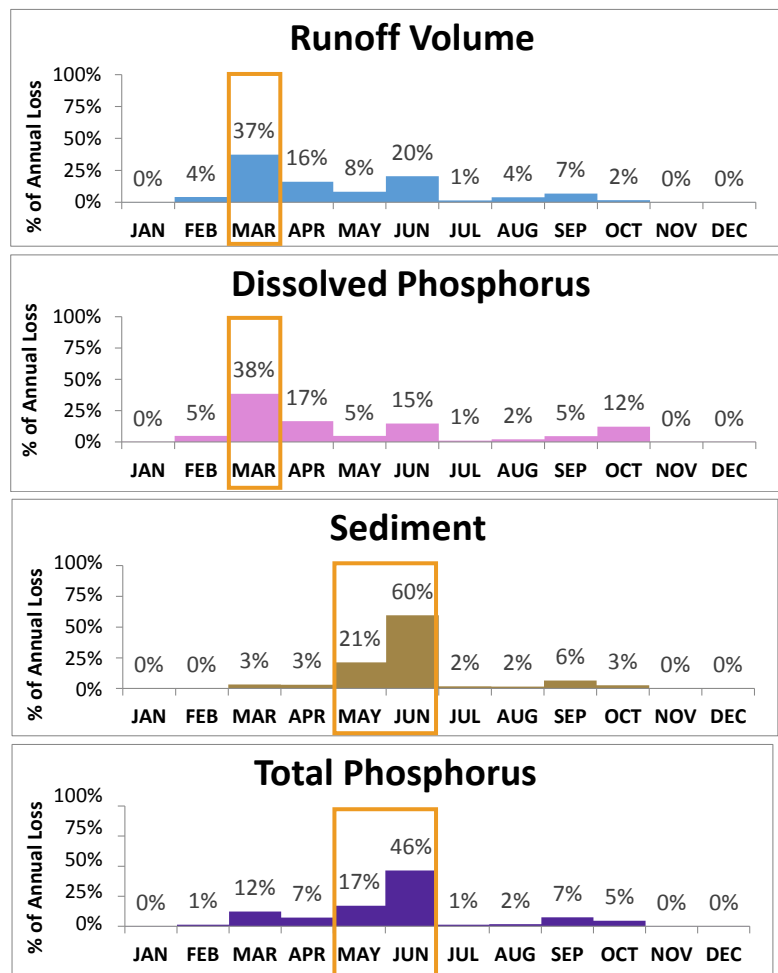 Runoff Volume
% of Annual Loss
100%
75%
50%
25%
0%
0% 4% 37% 16% 8% 20% 1% 4% 7% 2% 0% 0%
JAN FEB MAR APR MAY JUN JUL AUG SEP OCT NOV DEC
Dissolved Phosphorus
% of Annual Loss
100%
75%
50%
25%
0%
0% 5% 38% 17% 5% 15% 1% 2% 5% 12% 0% 0%
JAN FEB MAR APR MAY JUN JUL AUG SEP OCT NOV DEC
Sediment
% of Annual Loss
100%
75%
50%
25%
0%
0% 0% 3% 3% 21% 60% 2% 2% 6% 3% 0% 0%
JAN FEB MAR APR MAY JUN JUL AUG SEP OCT NOV DEC
Total Phosphorus
% of Annual Loss
100%
75%
50%
25%
0%
0% 1% 12% 7% 17% 46% 1% 2% 7% 5% 0% 0%
JAN FEB MAR APR MAY JUN JUL AUG SEP OCT NOV DEC